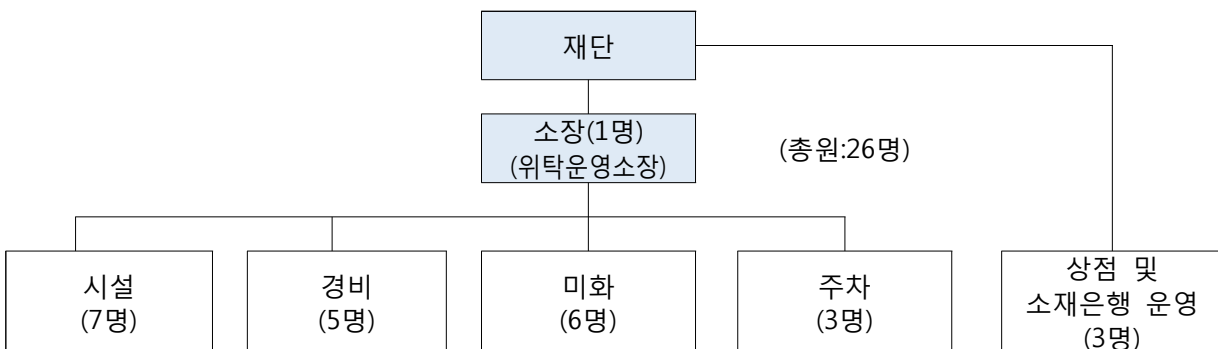 재단
소장(1명)
(위탁운영소장)
(총원:26명)
시설
(7명)
경비
(5명)
미화
(6명)
주차
(3명)
상점 및
소재은행 운영
(3명)